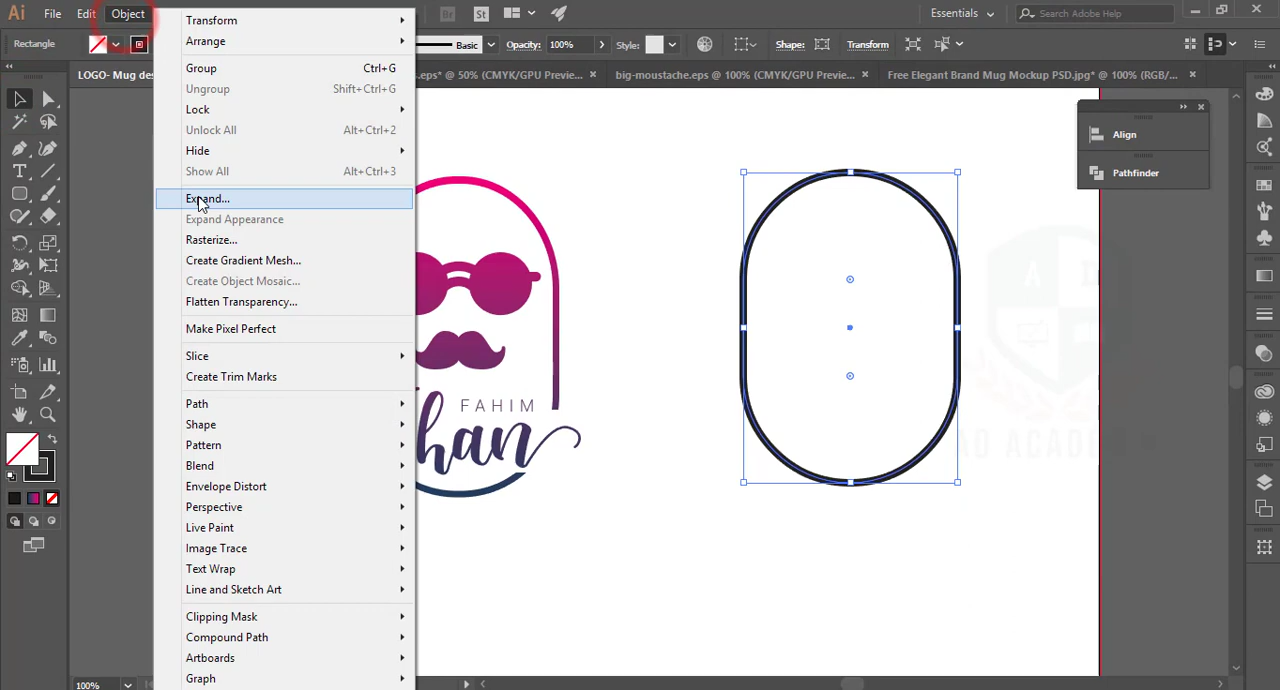 Ai File Edit Object Br St Essentials Search Adobe Help
Rectangle Basic Opacity: 100% Style: Shape: Transform
LOGO- Mug des .eps* @ 50% (CMYK/GPU Previe... × big-moustache.eps @ 100% (CMYK/GPU Previe... × Free Elegant Brand Mug Mockup PSD.jpg* @ 100% (RGB/... ×
Transform
Arrange
Group Ctrl+G
Ungroup Shift+Ctrl+G
Lock
Unlock All Alt+Ctrl+2
Hide
Show All Alt+Ctrl+3
Expand...
Expand Appearance
Rasterize...
Create Gradient Mesh...
Create Object Mosaic...
Flatten Transparency...
Make Pixel Perfect
Slice
Create Trim Marks
Path
Shape
Pattern
Blend
Envelope Distort
Perspective
Live Paint
Image Trace
Text Wrap
Line and Sketch Art
Clipping Mask
Compound Path
Artboards
Graph
Align
Pathfinder
FAHIM
han
100%